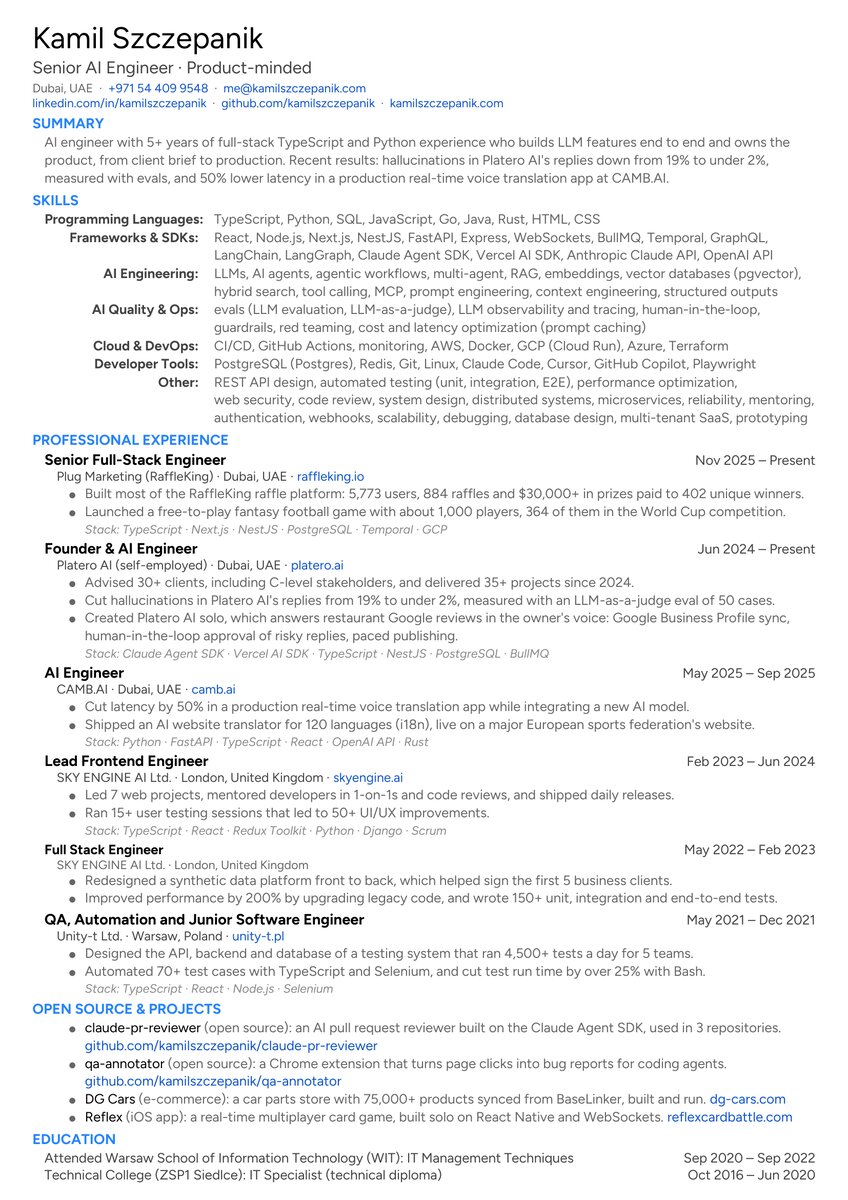 Kamil Szczepanik
Senior AI Engineer · Product-minded
Dubai, UAE · +971 54 409 9548 · me@kamilszczepanik.com
linkedin.com/in/kamilszczepanik · github.com/kamilszczepanik · kamilszczepanik.com
SUMMARY
AI engineer with 5+ years of full-stack TypeScript and Python experience who builds LLM features end to end and owns the
product, from client brief to production. Recent results: hallucinations in Platero AI's replies down from 19% to under 2%,
measured with evals, and 50% lower latency in a production real-time voice translation app at CAMB.AI.
SKILLS
Programming Languages: TypeScript, Python, SQL, JavaScript, Go, Java, Rust, HTML, CSS
Frameworks & SDKs: React, Node.js, Next.js, NestJS, FastAPI, Express, WebSockets, BullMQ, Temporal, GraphQL,
LangChain, LangGraph, Claude Agent SDK, Vercel AI SDK, Anthropic Claude API, OpenAI API
AI Engineering: LLMs, AI agents, agentic workflows, multi-agent, RAG, embeddings, vector databases (pgvector),
hybrid search, tool calling, MCP, prompt engineering, context engineering, structured outputs
AI Quality & Ops: evals (LLM evaluation, LLM-as-a-judge), LLM observability and tracing, human-in-the-loop,
guardrails, red teaming, cost and latency optimization (prompt caching)
Cloud & DevOps: CI/CD, GitHub Actions, monitoring, AWS, Docker, GCP (Cloud Run), Azure, Terraform
Developer Tools: PostgreSQL (Postgres), Redis, Git, Linux, Claude Code, Cursor, GitHub Copilot, Playwright
Other: REST API design, automated testing (unit, integration, E2E), performance optimization,
web security, code review, system design, distributed systems, microservices, reliability, mentoring,
authentication, webhooks, scalability, debugging, database design, multi-tenant SaaS, prototyping
PROFESSIONAL EXPERIENCE
Senior Full-Stack Engineer Nov 2025 – Present
Plug Marketing (RaffleKing) · Dubai, UAE · raffleking.io
● Built most of the RaffleKing raffle platform: 5,773 users, 884 raffles and $30,000+ in prizes paid to 402 unique winners.
● Launched a free-to-play fantasy football game with about 1,000 players, 364 of them in the World Cup competition.
Stack: TypeScript · Next.js · NestJS · PostgreSQL · Temporal · GCP
Founder & AI Engineer Jun 2024 – Present
Platero AI (self-employed) · Dubai, UAE · platero.ai
● Advised 30+ clients, including C-level stakeholders, and delivered 35+ projects since 2024.
● Cut hallucinations in Platero AI's replies from 19% to under 2%, measured with an LLM-as-a-judge eval of 50 cases.
● Created Platero AI solo, which answers restaurant Google reviews in the owner's voice: Google Business Profile sync,
human-in-the-loop approval of risky replies, paced publishing.
Stack: Claude Agent SDK · Vercel AI SDK · TypeScript · NestJS · PostgreSQL · BullMQ
AI Engineer May 2025 – Sep 2025
CAMB.AI · Dubai, UAE · camb.ai
● Cut latency by 50% in a production real-time voice translation app while integrating a new AI model.
● Shipped an AI website translator for 120 languages (i18n), live on a major European sports federation's website.
Stack: Python · FastAPI · TypeScript · React · OpenAI API · Rust
Lead Frontend Engineer Feb 2023 – Jun 2024
SKY ENGINE AI Ltd. · London, United Kingdom · skyengine.ai
● Led 7 web projects, mentored developers in 1-on-1s and code reviews, and shipped daily releases.
● Ran 15+ user testing sessions that led to 50+ UI/UX improvements.
Stack: TypeScript · React · Redux Toolkit · Python · Django · Scrum
Full Stack Engineer May 2022 – Feb 2023
SKY ENGINE AI Ltd. · London, United Kingdom
● Redesigned a synthetic data platform front to back, which helped sign the first 5 business clients.
● Improved performance by 200% by upgrading legacy code, and wrote 150+ unit, integration and end-to-end tests.
QA, Automation and Junior Software Engineer May 2021 – Dec 2021
Unity-t Ltd. · Warsaw, Poland · unity-t.pl
● Designed the API, backend and database of a testing system that ran 4,500+ tests a day for 5 teams.
● Automated 70+ test cases with TypeScript and Selenium, and cut test run time by over 25% with Bash.
Stack: TypeScript · React · Node.js · Selenium
OPEN SOURCE & PROJECTS
● claude-pr-reviewer (open source): an AI pull request reviewer built on the Claude Agent SDK, used in 3 repositories.
github.com/kamilszczepanik/claude-pr-reviewer
● qa-annotator (open source): a Chrome extension that turns page clicks into bug reports for coding agents.
github.com/kamilszczepanik/qa-annotator
● DG Cars (e-commerce): a car parts store with 75,000+ products synced from BaseLinker, built and run. dg-cars.com
● Reflex (iOS app): a real-time multiplayer card game, built solo on React Native and WebSockets. reflexcardbattle.com
EDUCATION
Attended Warsaw School of Information Technology (WIT): IT Management Techniques Sep 2020 – Sep 2022
Technical College (ZSP1 Siedlce): IT Specialist (technical diploma) Oct 2016 – Jun 2020